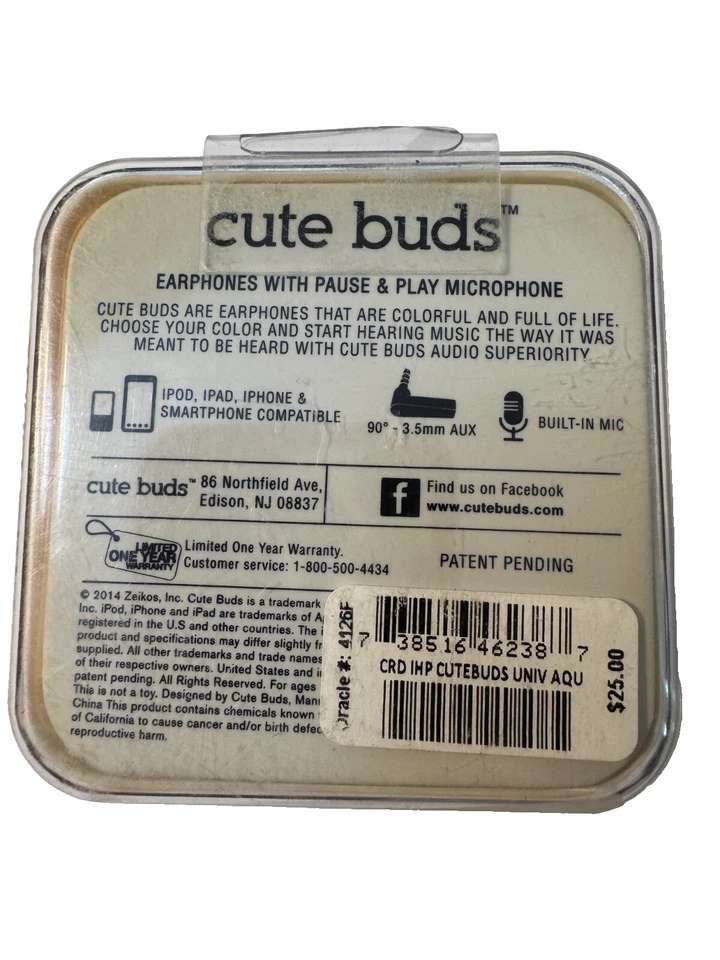 cute buds™
EARPHONES WITH PAUSE & PLAY MICROPHONE
CUTE BUDS ARE EARPHONES THAT ARE COLORFUL AND FULL OF LIFE.
CHOOSE YOUR COLOR AND START HEARING MUSIC THE WAY IT WAS
MEANT TO BE HEARD WITH CUTE BUDS AUDIO SUPERIORITY.
IPOD, IPAD, IPHONE &
SMARTPHONE COMPATIBLE
90° - 3.5mm AUX
BUILT-IN MIC
cute buds™ 86 Northfield Ave,
Edison, NJ 08837
f
Find us on Facebook
www.cutebuds.com
LIMITED
ONE YEAR
WARRANTY
Limited One Year Warranty.
Customer service: 1-800-500-4434
PATENT PENDING
© 2014 Zeikos, Inc. Cute Buds is a trademark
Inc. iPod, iPhone and iPad are trademarks of
registered in the U.S and other countries. The
product and specifications may differ slightly
supplied. All other trademarks and trade names
of their respective owners. United States and
patent pending. All Rights Reserved. For ages
This is not a toy. Designed by Cute Buds,
China This product contains chemicals known
of California to cause cancer and/or birth
reproductive harm.
#: 4126F
7 38516 46238 7
CRD IHP CUTEBUDS UNIV AQU
$25.00